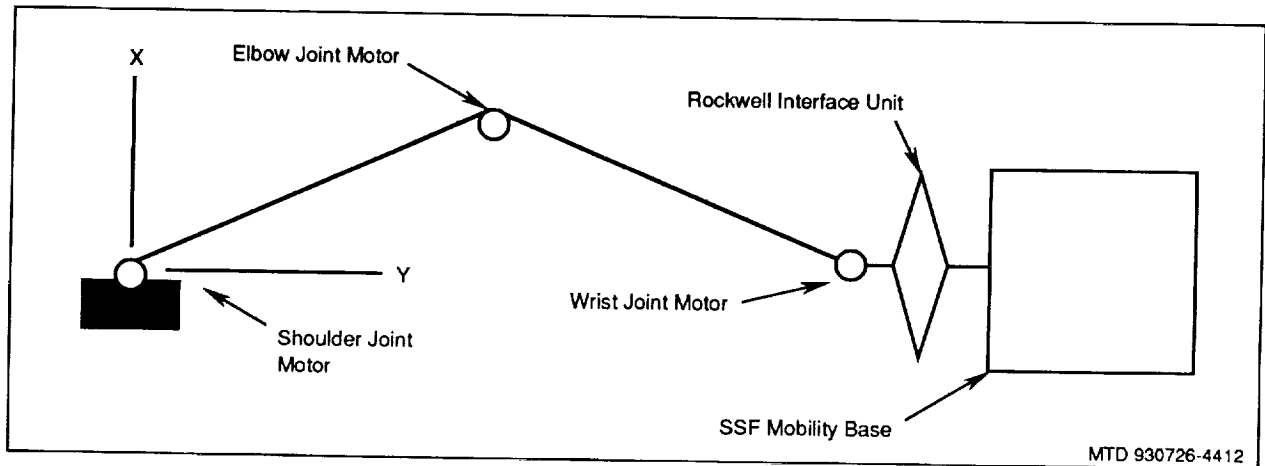 X
Elbow Joint Motor
Rockwell Interface Unit
Y
Wrist Joint Motor
Shoulder Joint
Motor
SSF Mobility Base
MTD 930726-4412